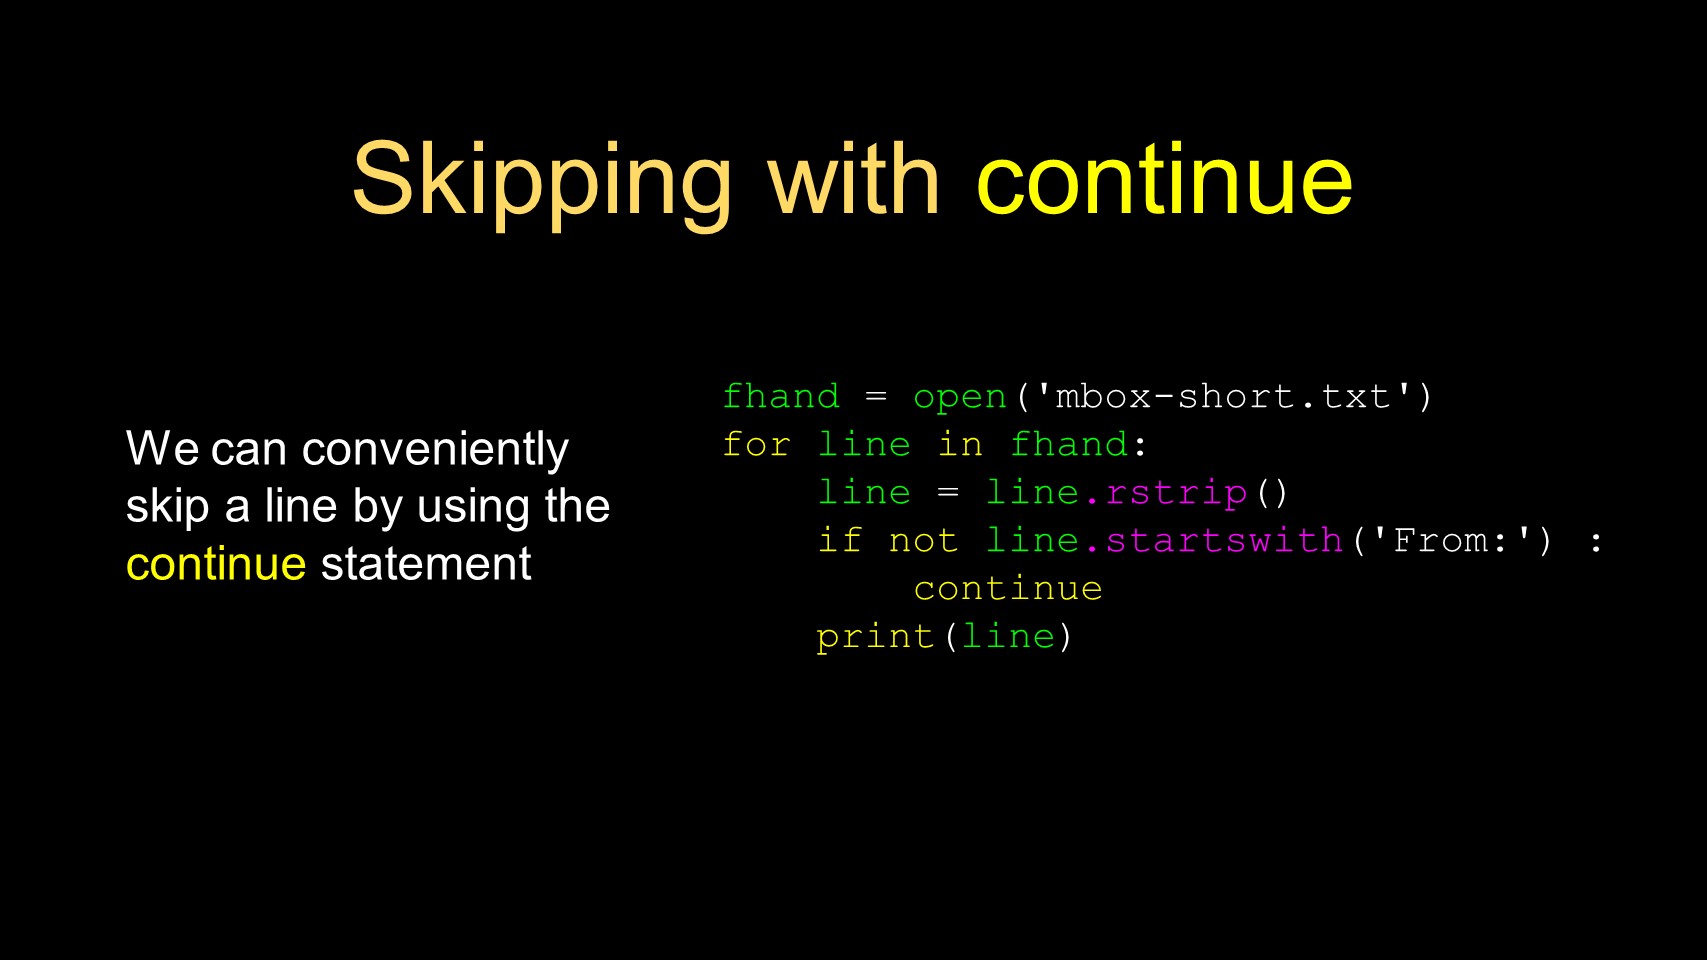 Skipping with continue
We can conveniently
skip a line by using the
continue statement
fhand = open('mbox-short.txt')
for line in fhand:
    line = line.rstrip()
    if not line.startswith('From:') :
        continue
    print(line)